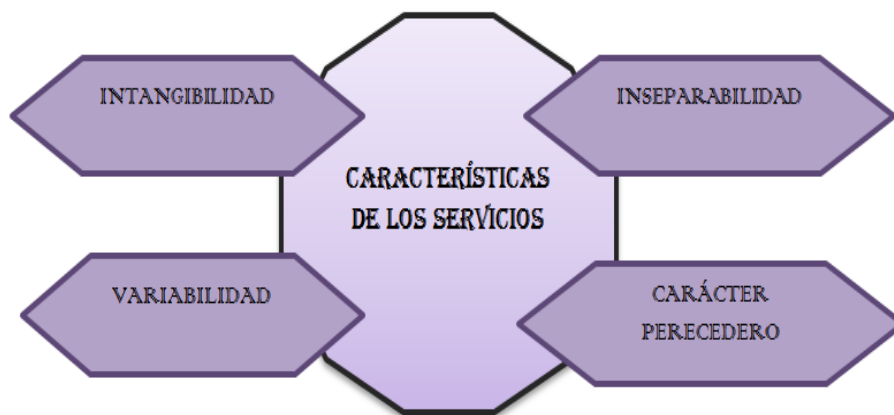 INTANGIBILIDAD
INSEPARABILIDAD
CARACTERÍSTICAS
DE LOS SERVICIOS
VARIABILIDAD
CARÁCTER
PERECEDERO